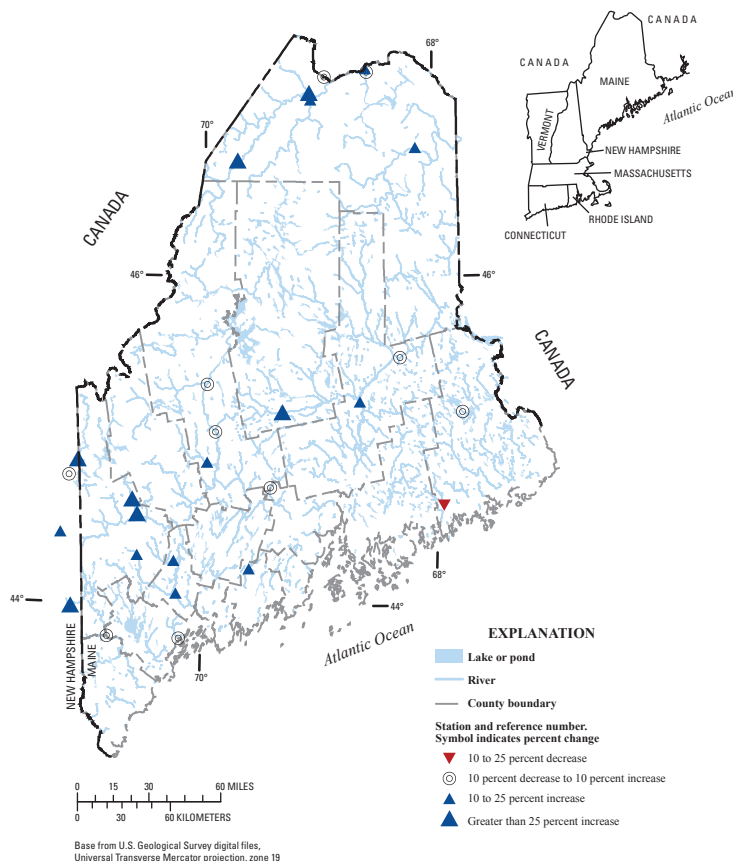 CANADA
CANADA
MAINE
Atlantic Ocean
VERMONT
NEW HAMPSHIRE
MASSACHUSETTS
RHODE ISLAND
CONNECTICUT
68°
70°
CANADA
46°
46°
CANADA
44°
68°
44°
NEW HAMPSHIRE
MAINE
70°
Atlantic Ocean
EXPLANATION
Lake or pond
River
County boundary
Station and reference number.
Symbol indicates percent change
10 to 25 percent decrease
10 percent decrease to 10 percent increase
10 to 25 percent increase
Greater than 25 percent increase
0 15 30 60 MILES
0 30 60 KILOMETERS
Base from U.S. Geological Survey digital files,
Universal Transverse Mercator projection, zone 19